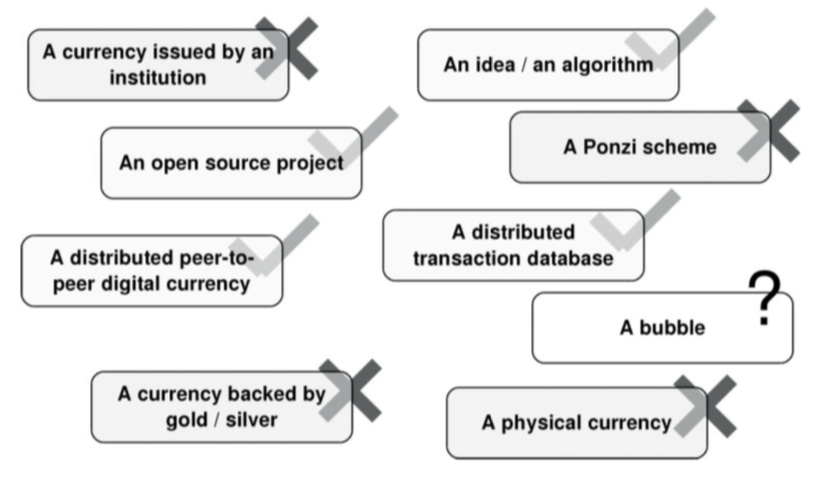 A currency issued by an
institution
An idea / an algorithm
An open source project
A Ponzi scheme
A distributed peer-to-
peer digital currency
A distributed
transaction database
?
A bubble
A currency backed by
gold / silver
A physical currency